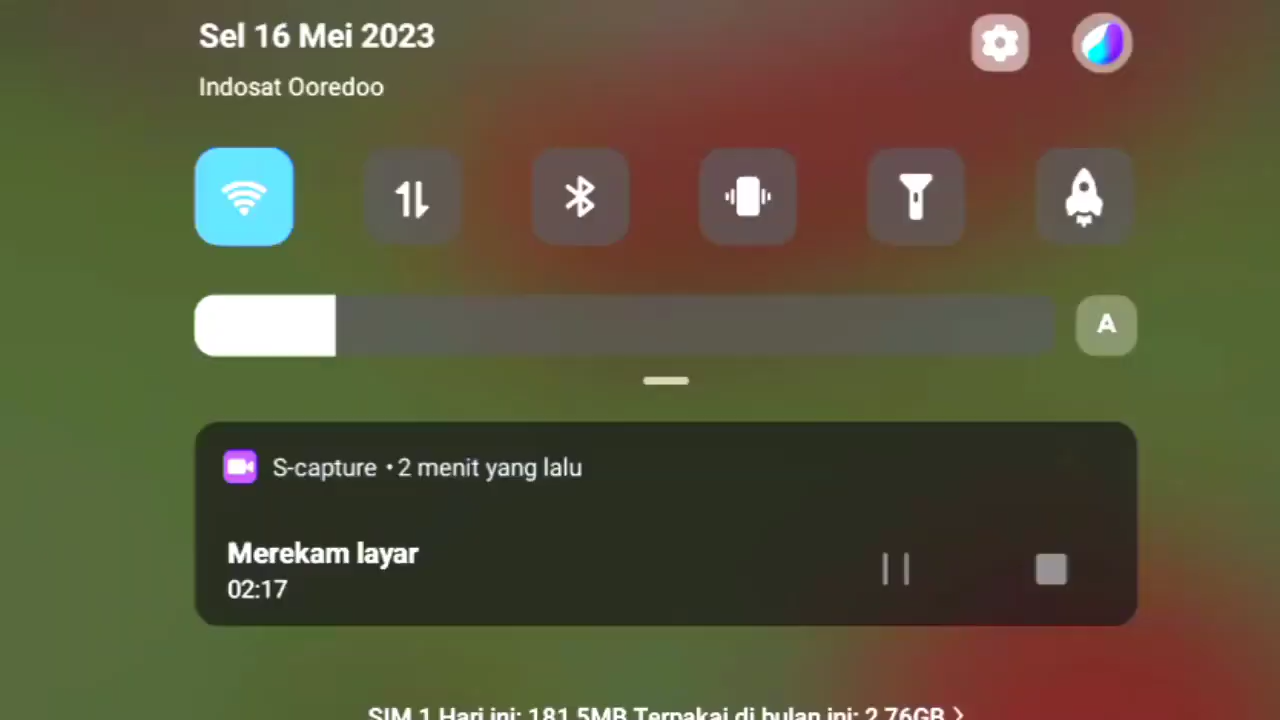 Sel 16 Mei 2023
Indosat Ooredoo
A
S-capture • 2 menit yang lalu
Merekam layar
02:17
SIM 1 Hari ini: 181,5MB Terpakai di bulan ini: 2,76GB >